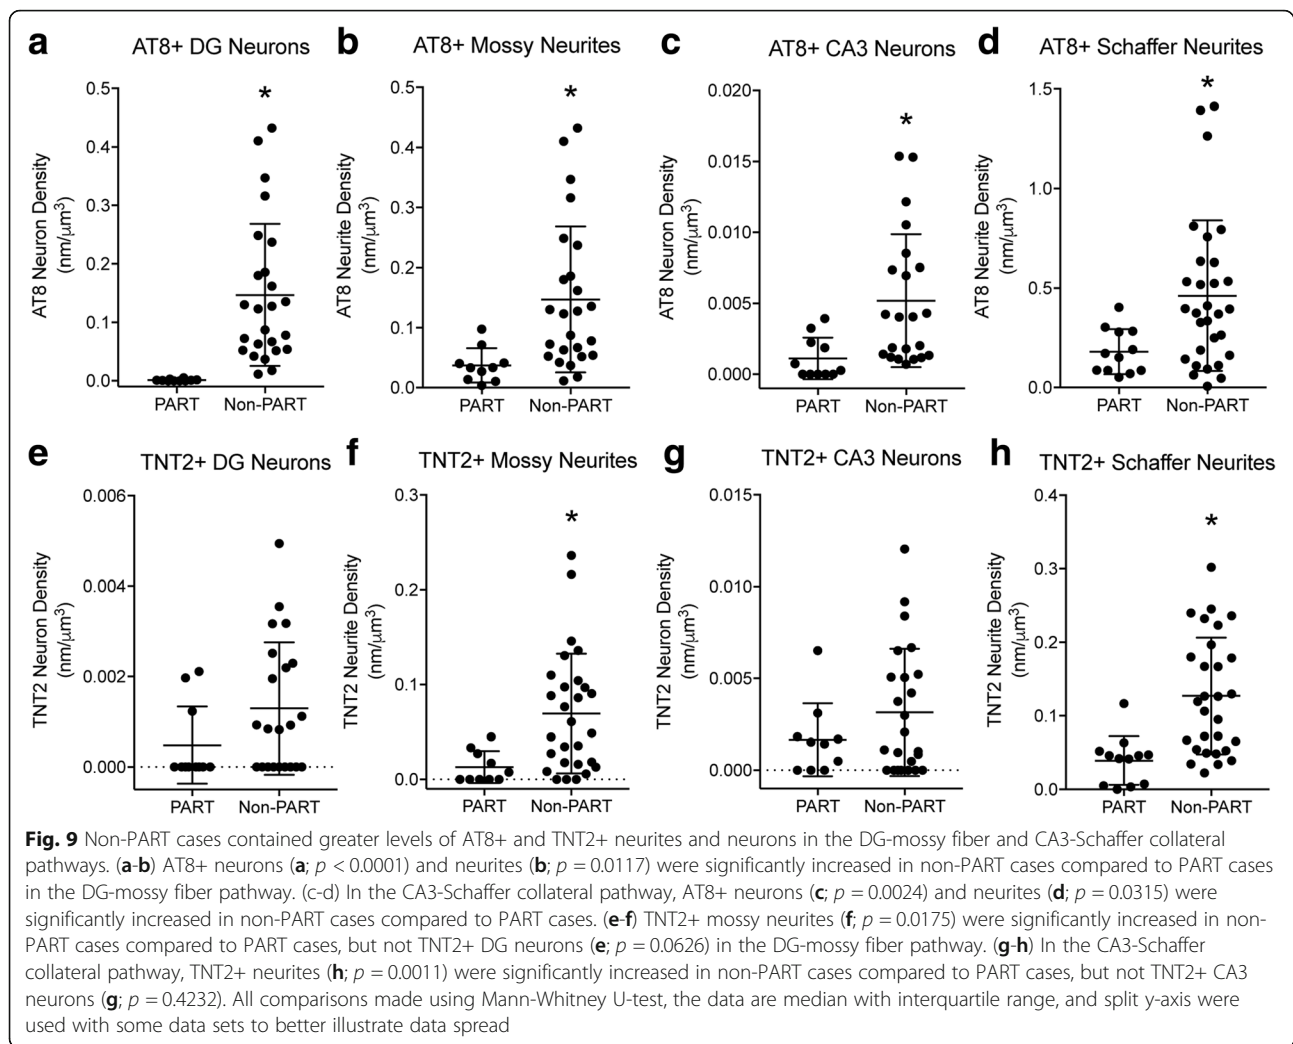 a AT8+ DG Neurons
*
AT8 Neuron Density
(nm/μm³)
0.5
0.4
0.3
0.2
0.1
0.0
PART Non-PART
b AT8+ Mossy Neurites
*
AT8 Neurite Density
(nm/μm³)
0.5
0.4
0.3
0.2
0.1
0.0
PART Non-PART
c AT8+ CA3 Neurons
*
AT8 Neuron Density
(nm/μm³)
0.020
0.015
0.010
0.005
0.000
PART Non-PART
d AT8+ Schaffer Neurites
*
AT8 Neurite Density
(nm/μm³)
1.5
1.0
0.5
0.0
PART Non-PART
e TNT2+ DG Neurons
TNT2 Neuron Density
(nm/μm³)
0.006
0.004
0.002
0.000
PART Non-PART
f TNT2+ Mossy Neurites
*
TNT2 Neurite Density
(nm/μm³)
0.3
0.2
0.1
0.0
PART Non-PART
g TNT2+ CA3 Neurons
TNT2 Neuron Density
(nm/μm³)
0.015
0.010
0.005
0.000
PART Non-PART
h TNT2+ Schaffer Neurites
*
TNT2 Neurite Density
(nm/μm³)
0.4
0.3
0.2
0.1
0.0
PART Non-PART
Fig. 9 Non-PART cases contained greater levels of AT8+ and TNT2+ neurites and neurons in the DG-mossy fiber and CA3-Schaffer collateral
pathways. (a-b) AT8+ neurons (a; p < 0.0001) and neurites (b; p = 0.0117) were significantly increased in non-PART cases compared to PART cases
in the DG-mossy fiber pathway. (c-d) In the CA3-Schaffer collateral pathway, AT8+ neurons (c; p = 0.0024) and neurites (d; p = 0.0315) were
significantly increased in non-PART cases compared to PART cases. (e-f) TNT2+ mossy neurites (f; p = 0.0175) were significantly increased in non-
PART cases compared to PART cases, but not TNT2+ DG neurons (e; p = 0.0626) in the DG-mossy fiber pathway. (g-h) In the CA3-Schaffer
collateral pathway, TNT2+ neurites (h; p = 0.0011) were significantly increased in non-PART cases compared to PART cases, but not TNT2+ CA3
neurons (g; p = 0.4232). All comparisons made using Mann-Whitney U-test, the data are median with interquartile range, and split y-axis were
used with some data sets to better illustrate data spread